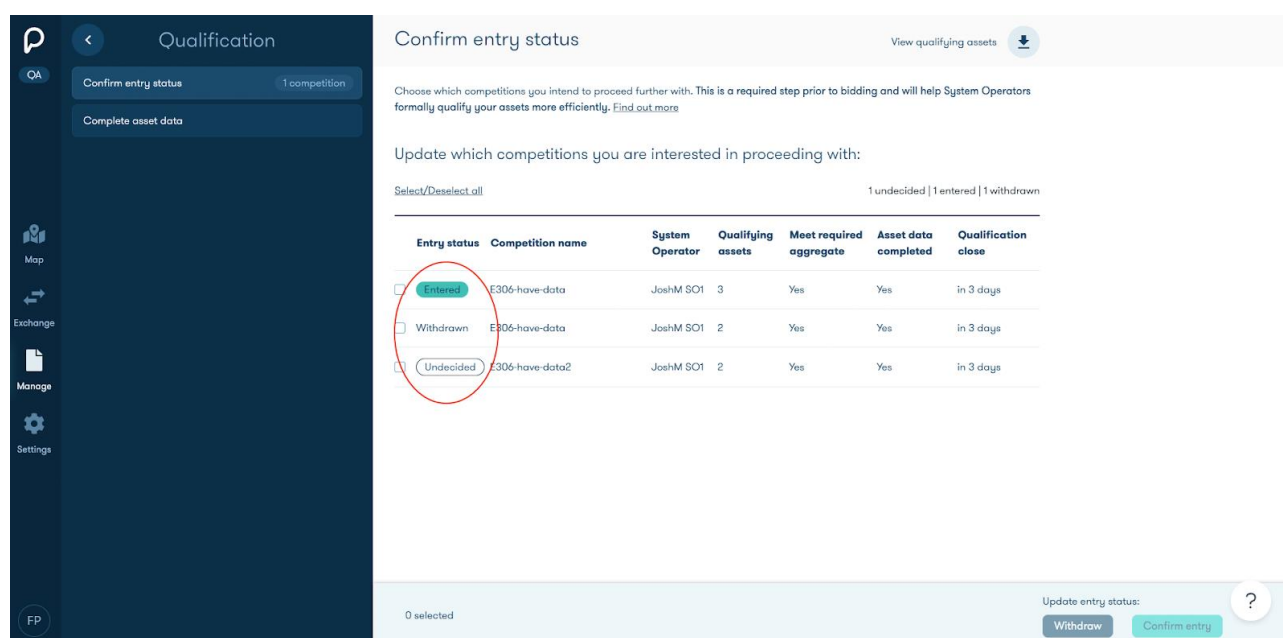 QA
Map
Exchange
Manage
Settings
FP
Qualification
Confirm entry status 1 competition
Complete asset data
Confirm entry status
View qualifying assets
Choose which competitions you intend to proceed further with. This is a required step prior to bidding and will help System Operators
formally qualify your assets more efficiently. Find out more
Update which competitions you are interested in proceeding with:
Select/Deselect all
1 undecided | 1 entered | 1 withdrawn
Entry status Competition name System Operator Qualifying assets Meet required aggregate Asset data completed Qualification close
Entered E306-have-data JoshM SO1 3 Yes Yes in 3 days
Withdrawn E306-have-data JoshM SO1 2 Yes Yes in 3 days
Undecided E306-have-data2 JoshM SO1 2 Yes Yes in 3 days
0 selected
Update entry status:
Withdraw Confirm entry
?